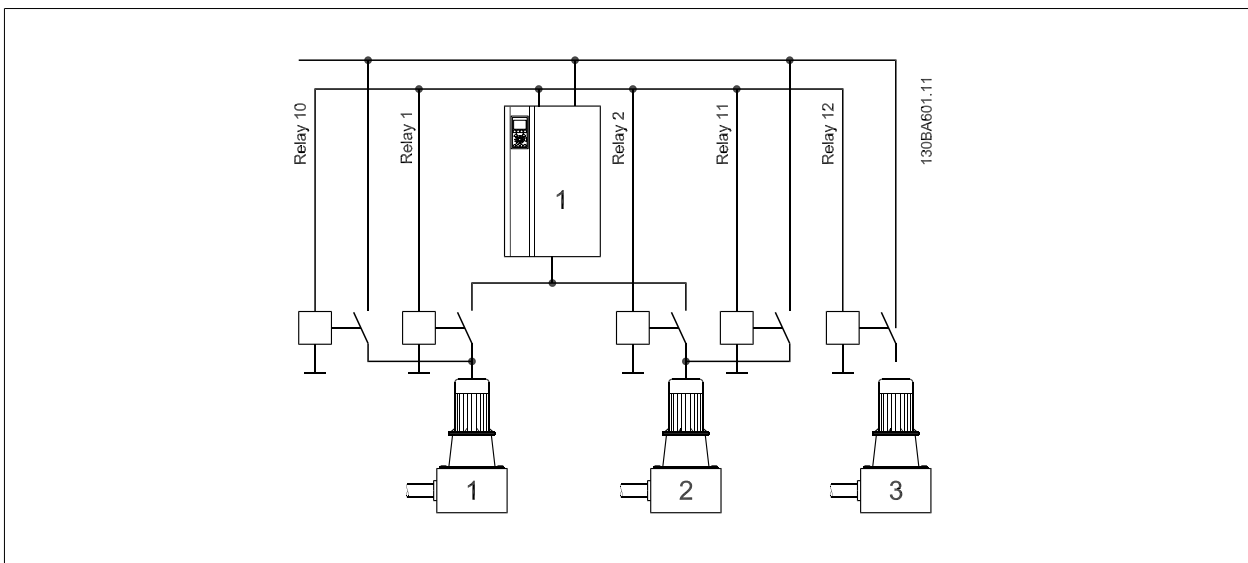 Relay 10
Relay 1
Relay 2
Relay 11
Relay 12
130BA601.11
1
1
2
3